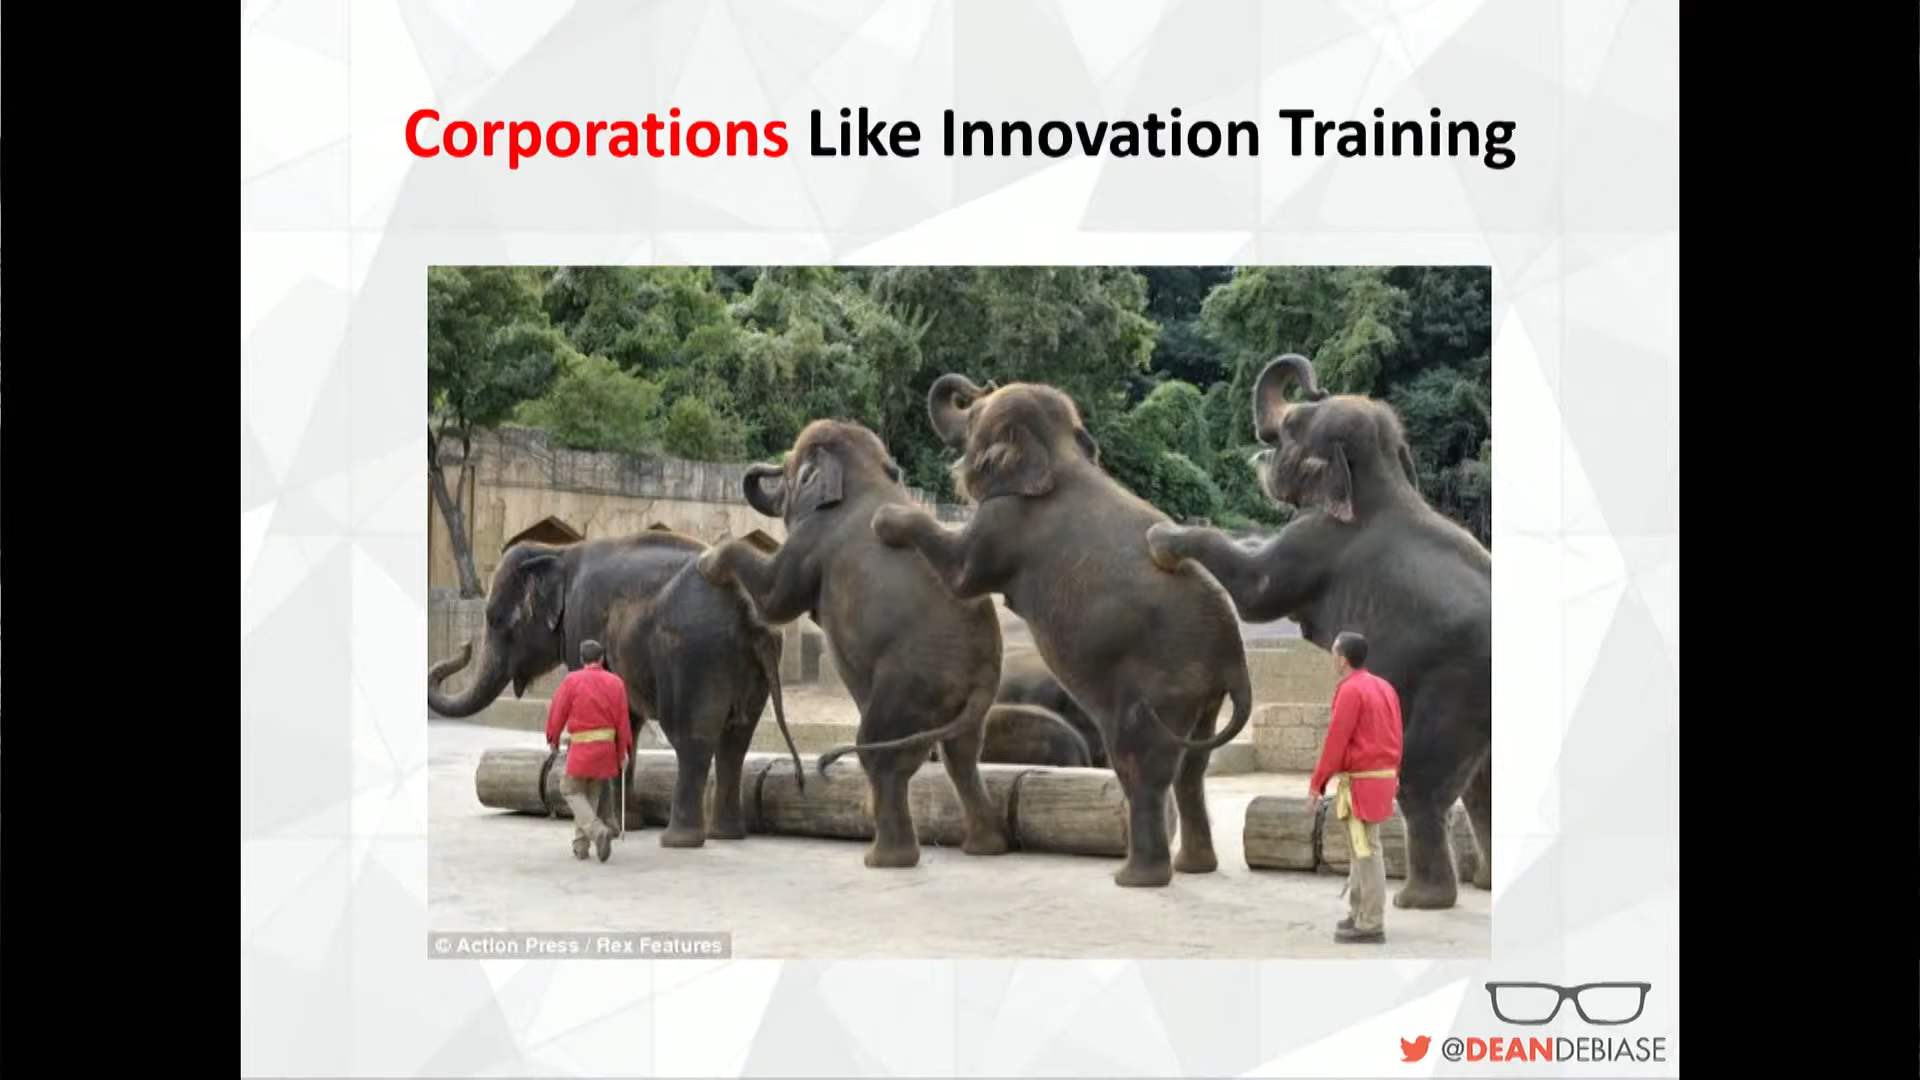 Corporations Like Innovation Training
© Action Press / Rex Features
@DEANDEBIASE